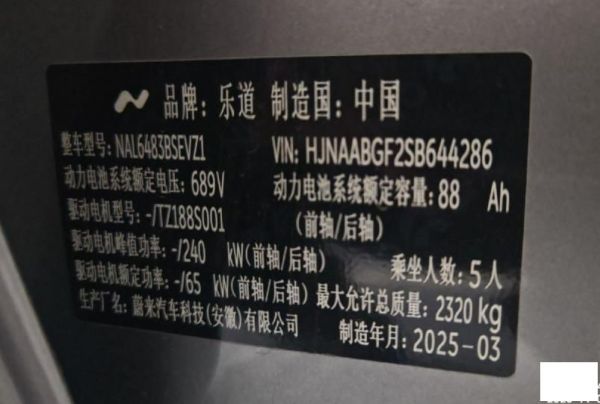 品牌：乐道 制造国：中国
整车型号：NAL6483BSEVZ1 VIN：HJNAABGF2SB644286
动力电池系统额定电压：689V 动力电池系统额定容量：88 Ah
驱动电机型号：-/TZ188S001 (前轴/后轴)
驱动电机峰值功率：-/240 kW(前轴/后轴) 乘坐人数：5人
驱动电机额定功率：-/65 kW(前轴/后轴) 最大允许总质量：2320kg
生产厂名：蔚来汽车科技(安徽)有限公司 制造年月：2025-03